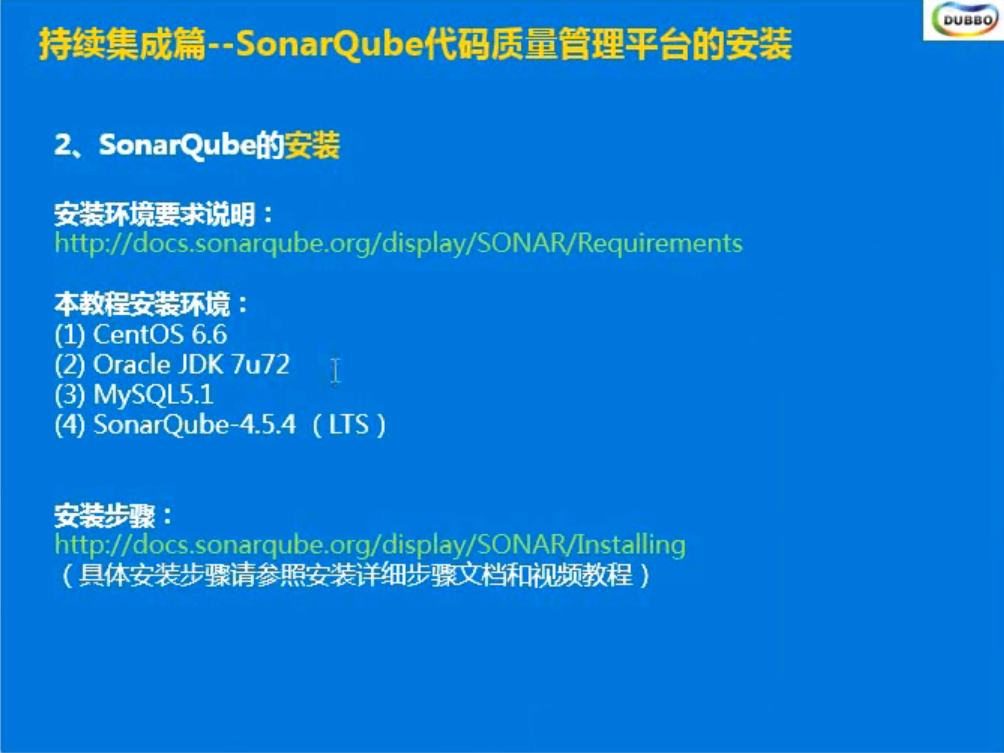 持续集成篇--SonarQube代码质量管理平台的安装
DUBBO
2、SonarQube的安装
安装环境要求说明：
http://docs.sonarqube.org/display/SONAR/Requirements
本教程安装环境：
(1) CentOS 6.6
(2) Oracle JDK 7u72
(3) MySQL5.1
(4) SonarQube-4.5.4 （LTS）
安装步骤：
http://docs.sonarqube.org/display/SONAR/Installing
（具体安装步骤请参照安装详细步骤文档和视频教程）